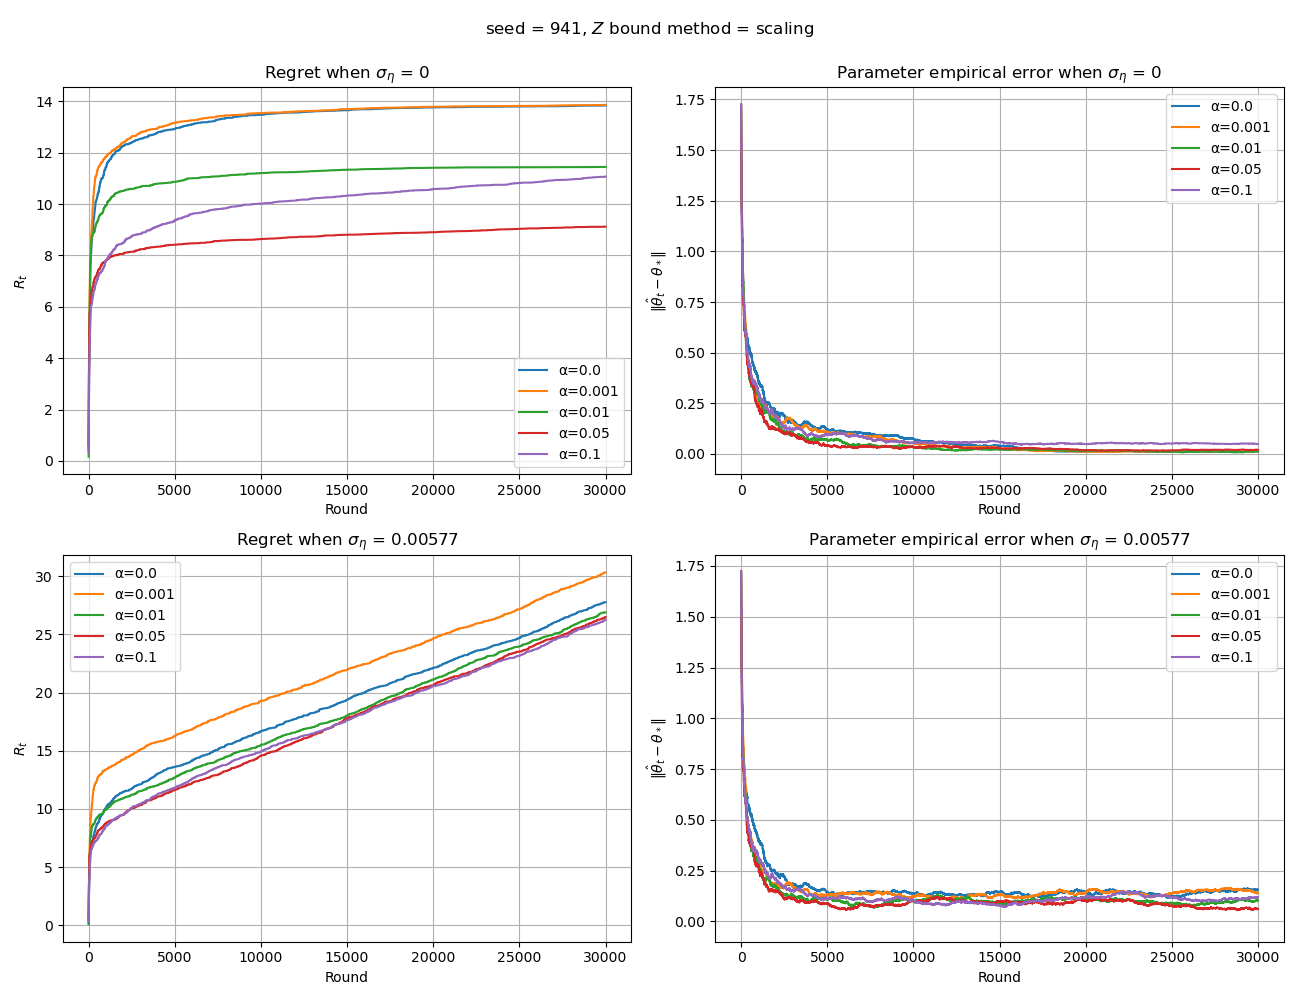 seed = 941, Z bound method = scaling
Regret when σ_η = 0
14
12
10
8
6
4
2
0
R_t
0 5000 10000 15000 20000 25000 30000
Round
α=0.0
α=0.001
α=0.01
α=0.05
α=0.1
Parameter empirical error when σ_η = 0
1.75
1.50
1.25
1.00
0.75
0.50
0.25
0.00
‖θ̂_t − θ_*‖
0 5000 10000 15000 20000 25000 30000
Round
α=0.0
α=0.001
α=0.01
α=0.05
α=0.1
Regret when σ_η = 0.00577
30
25
20
15
10
5
0
R_t
0 5000 10000 15000 20000 25000 30000
Round
α=0.0
α=0.001
α=0.01
α=0.05
α=0.1
Parameter empirical error when σ_η = 0.00577
1.75
1.50
1.25
1.00
0.75
0.50
0.25
0.00
‖θ̂_t − θ_*‖
0 5000 10000 15000 20000 25000 30000
Round
α=0.0
α=0.001
α=0.01
α=0.05
α=0.1